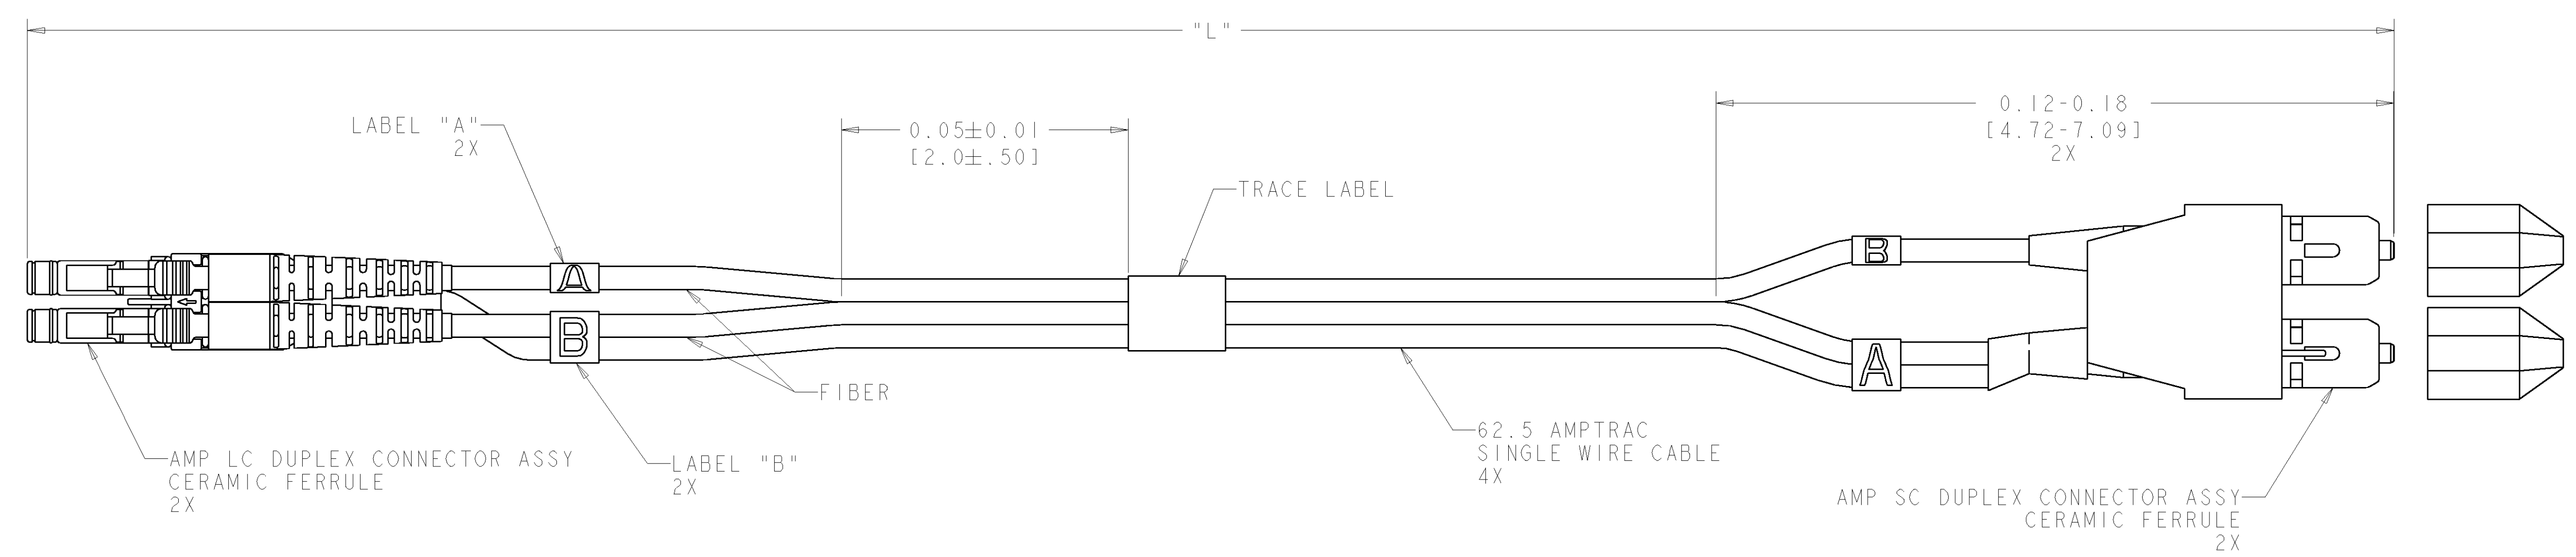 "L"
0.12-0.18
[4.72-7.09]
2X
LABEL "A"
2X
0.05±0.01
[2.0±.50]
TRACE LABEL
A
B
B
A
FIBER
62.5 AMPTRAC
SINGLE WIRE CABLE
4X
AMP LC DUPLEX CONNECTOR ASSY
CERAMIC FERRULE
2X
LABEL "B"
2X
AMP SC DUPLEX CONNECTOR ASSY
CERAMIC FERRULE
2X